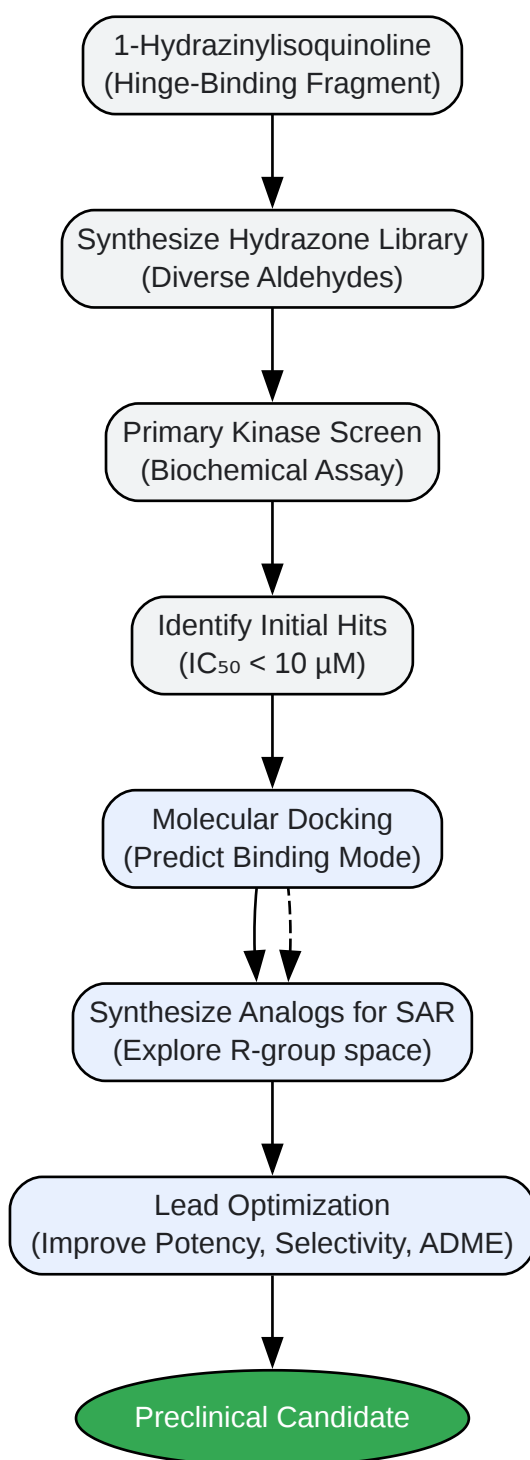 1-Hydrazinylisoquinoline
(Hinge-Binding Fragment)
Synthesize Hydrazone Library
(Diverse Aldehydes)
Primary Kinase Screen
(Biochemical Assay)
Identify Initial Hits
(IC₅₀ < 10 µM)
Molecular Docking
(Predict Binding Mode)
Synthesize Analogs for SAR
(Explore R-group space)
Lead Optimization
(Improve Potency, Selectivity, ADME)
Preclinical Candidate